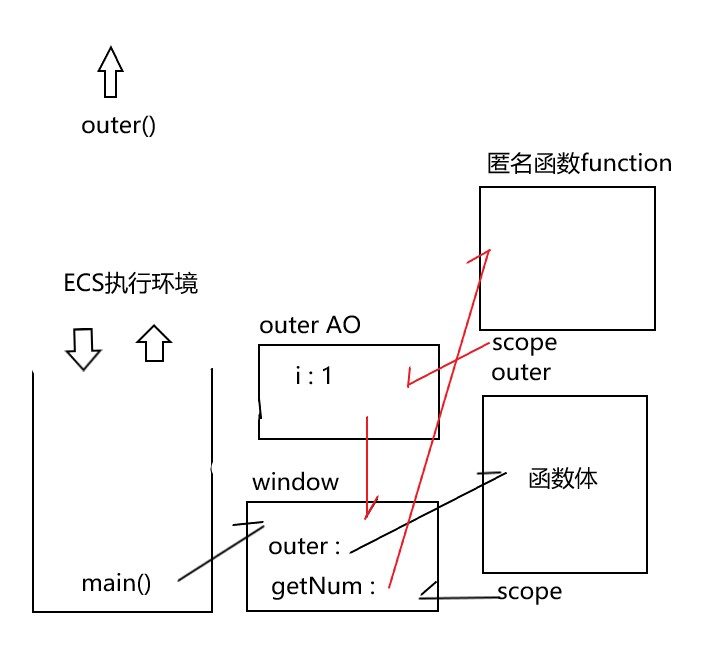 outer()
匿名函数function
ECS执行环境
outer AO
i : 1
scope
outer
window
函数体
outer :
main()
getNum :
scope